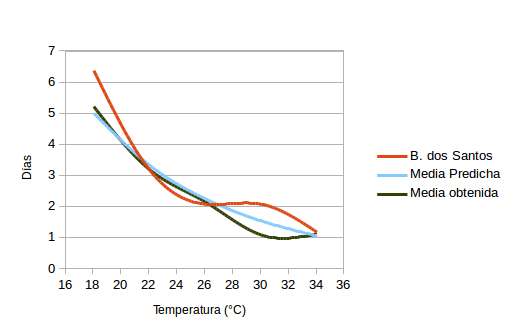 7
6
5
4
3
2
1
0
Días
16 18 20 22 24 26 28 30 32 34 36
Temperatura (°C)
B. dos Santos
Media Predicha
Media obtenida